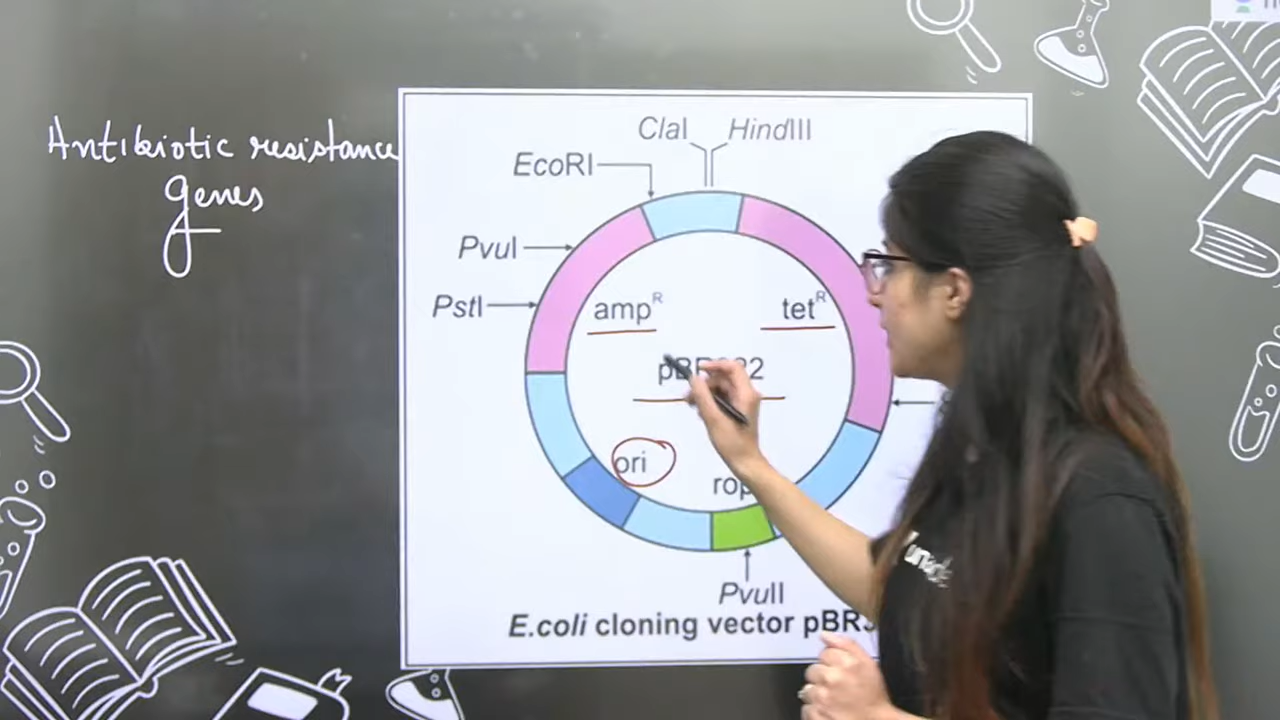 Antibiotic resistance
genes
ClaI HindIII
EcoRI
PvuI
PstI
amp^R tet^R
ori
PvuII
E.coli cloning vector